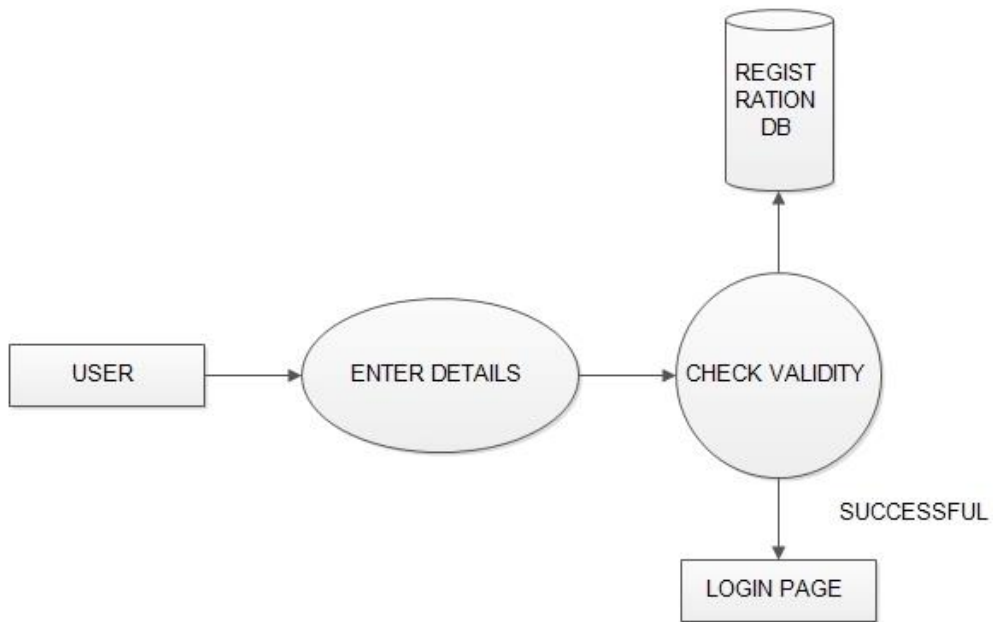 REGIST
RATION
DB
USER
ENTER DETAILS
CHECK VALIDITY
SUCCESSFUL
LOGIN PAGE